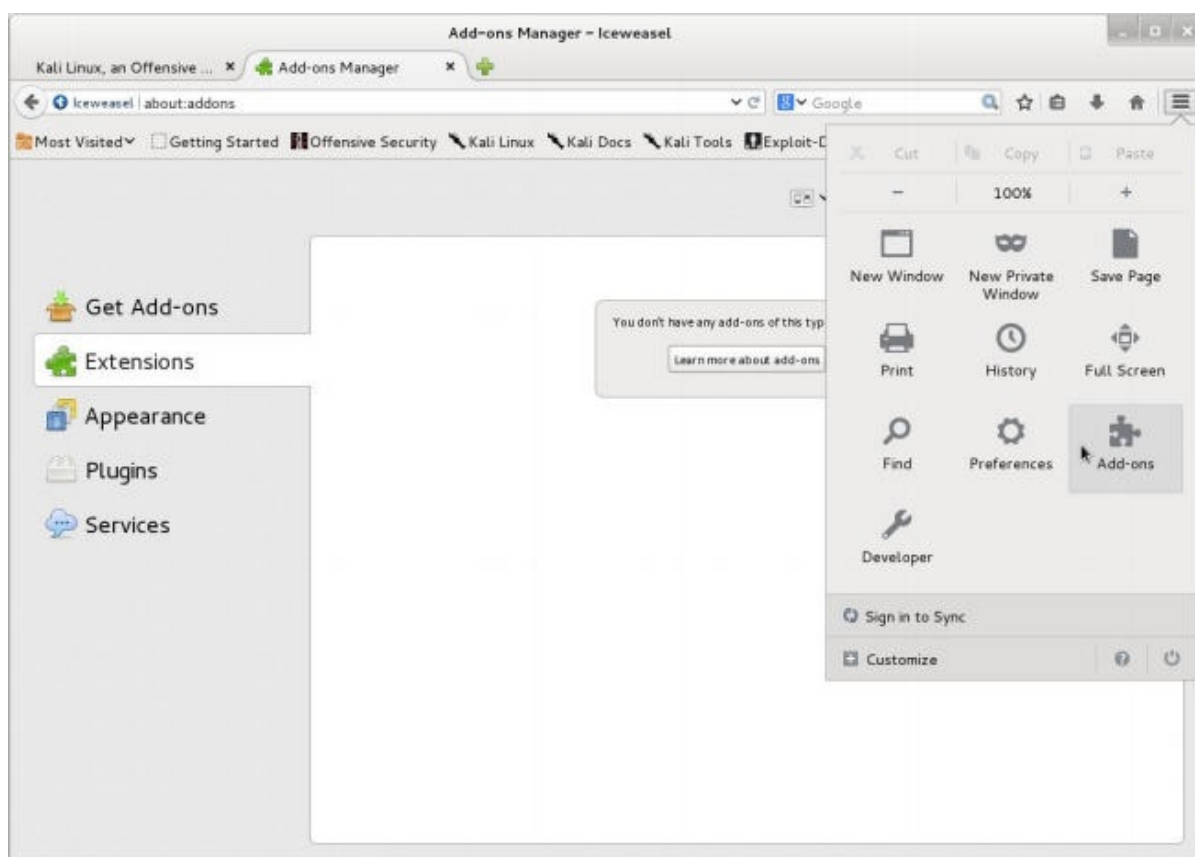 Add-ons Manager - Iceweasel
Kali Linux, an Offensive ... Add-ons Manager
Iceweasel about:addons Google
Most Visited Getting Started Offensive Security Kali Linux Kali Docs Kali Tools Exploit-D
Cut Copy Paste
− 100% +
New Window New Private Window Save Page
Print History Full Screen
Find Preferences Add-ons
Developer
Sign in to Sync
Customize
Get Add-ons
Extensions
Appearance
Plugins
Services
You don't have any add-ons of this typ
Learn more about add-ons